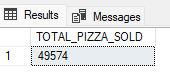 Results Messages
TOTAL_PIZZA_SOLD
1 49574